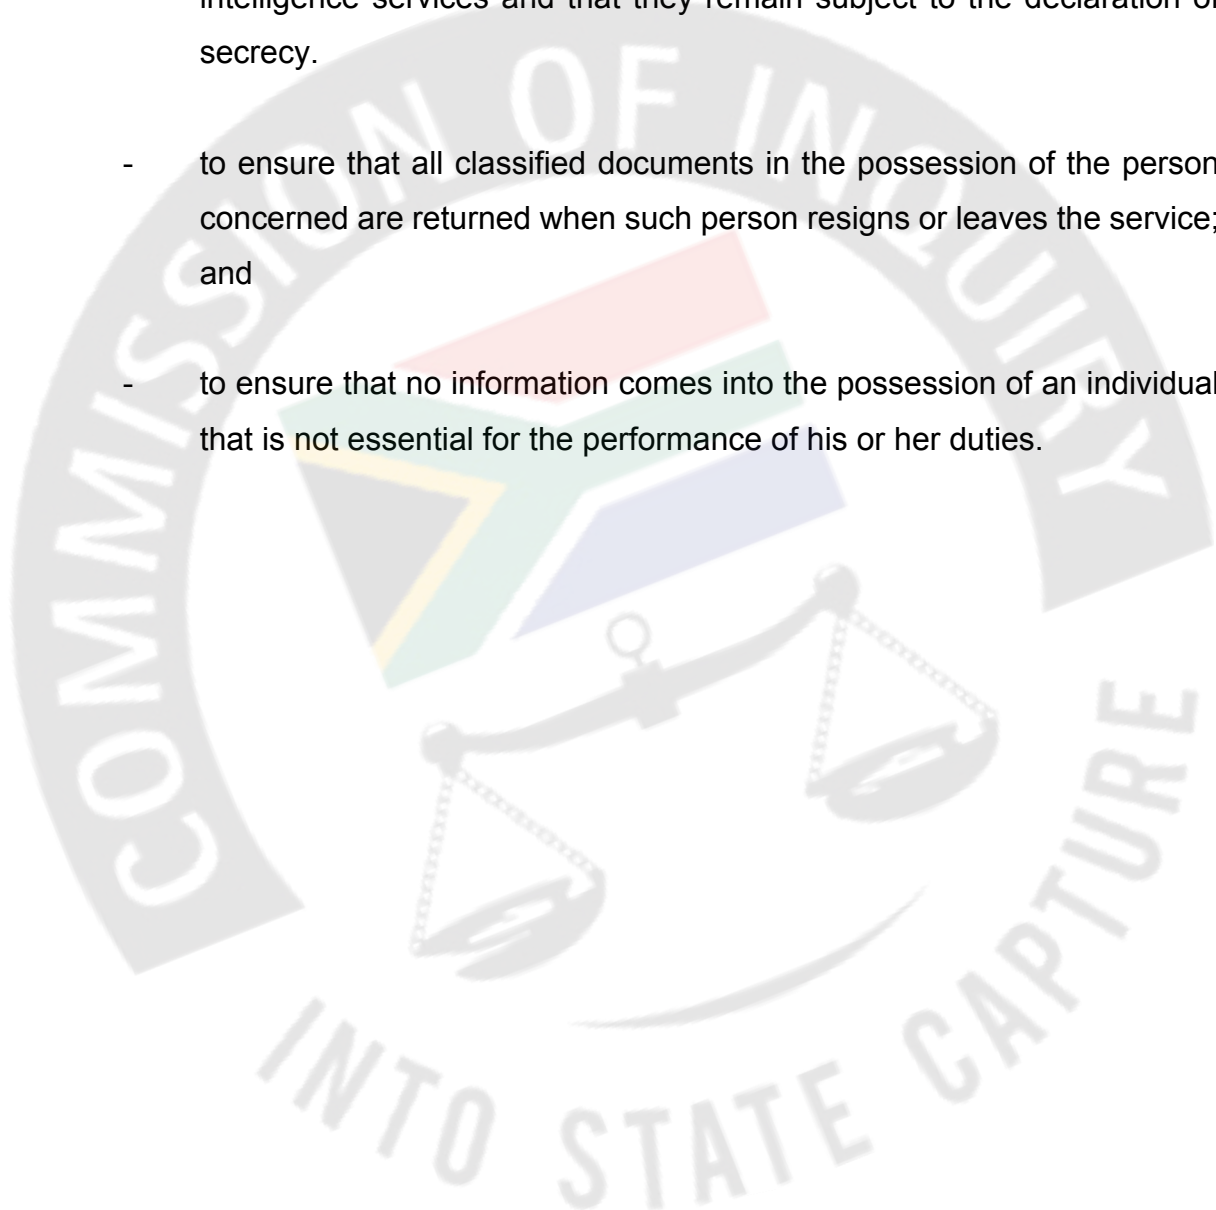 intelligence services and that they remain subject to the declaration of
secrecy.
- to ensure that all classified documents in the possession of the person
concerned are returned when such person resigns or leaves the service;
and
- to ensure that no information comes into the possession of an individual
that is not essential for the performance of his or her duties.
COMMISSION OF INQUIRY
INTO STATE CAPTURE